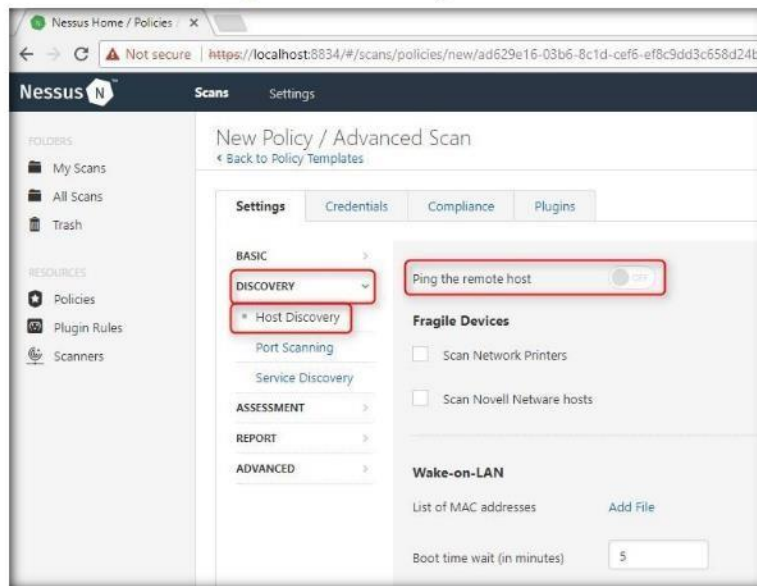 Nessus Home / Policies /
Not secure | https://localhost:8834/#/scans/policies/new/ad629e16-03b6-8c1d-cef6-ef8c9dd3c658d24b
Nessus N
Scans Settings
FOLDERS
My Scans
All Scans
Trash
RESOURCES
Policies
Plugin Rules
Scanners
New Policy / Advanced Scan
Back to Policy Templates
Settings Credentials Compliance Plugins
BASIC
DISCOVERY
Host Discovery
Port Scanning
Service Discovery
ASSESSMENT
REPORT
ADVANCED
Ping the remote host OFF
Fragile Devices
Scan Network Printers
Scan Novell Netware hosts
Wake-on-LAN
List of MAC addresses Add File
Boot time wait (in minutes) 5